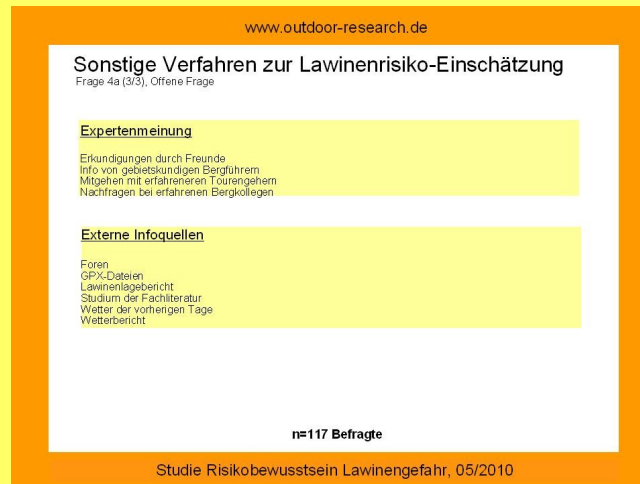 www.outdoor-research.de
Sonstige Verfahren zur Lawinenrisiko-Einschätzung
Frage 4a (3/3), Offene Frage
Expertenmeinung
Erkundigungen durch Freunde
Info von gebietskundigen Bergführern
Mitgehen mit erfahreneren Tourengehern
Nachfragen bei erfahrenen Bergkollegen
Externe Infoquellen
Foren
GPX-Dateien
Lawinenlagebericht
Studium der Fachliteratur
Wetter der vorherigen Tage
Wetterbericht
n=117 Befragte
Studie Risikobewusstsein Lawinengefahr, 05/2010